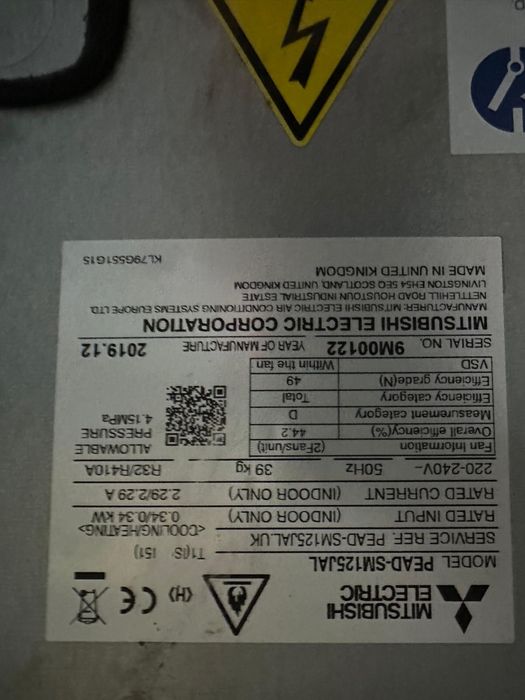 MITSUBISHI
ELECTRIC
<H> CE
MODEL PEAD-SM125JAL
SERVICE REF. PEAD-SM125JAL.UK
<COOLING/HEATING>
RATED INPUT (INDOOR ONLY) 0.34/0.34 kW
RATED CURRENT (INDOOR ONLY) 2.29/2.29 A
220-240V~ 50Hz 39 kg R32/R410A
Fan Information (2Fans/unit)
Overall efficiency(%) 44.2
Measurement category D
Efficiency category Total
Efficiency grade(N) 49
VSD Within the fan
ALLOWABLE
PRESSURE
4.15MPa
SERIAL NO. 9M00122 YEAR OF MANUFACTURE 2019.12
MITSUBISHI ELECTRIC CORPORATION
MANUFACTURER: MITSUBISHI ELECTRIC AIR CONDITIONING SYSTEMS EUROPE LTD.
NETTLEHILL ROAD HOUSTOUN INDUSTRIAL ESTATE
LIVINGSTON EH54 5EQ SCOTLAND, UNITED KINGDOM
MADE IN UNITED KINGDOM
KL79G551G15